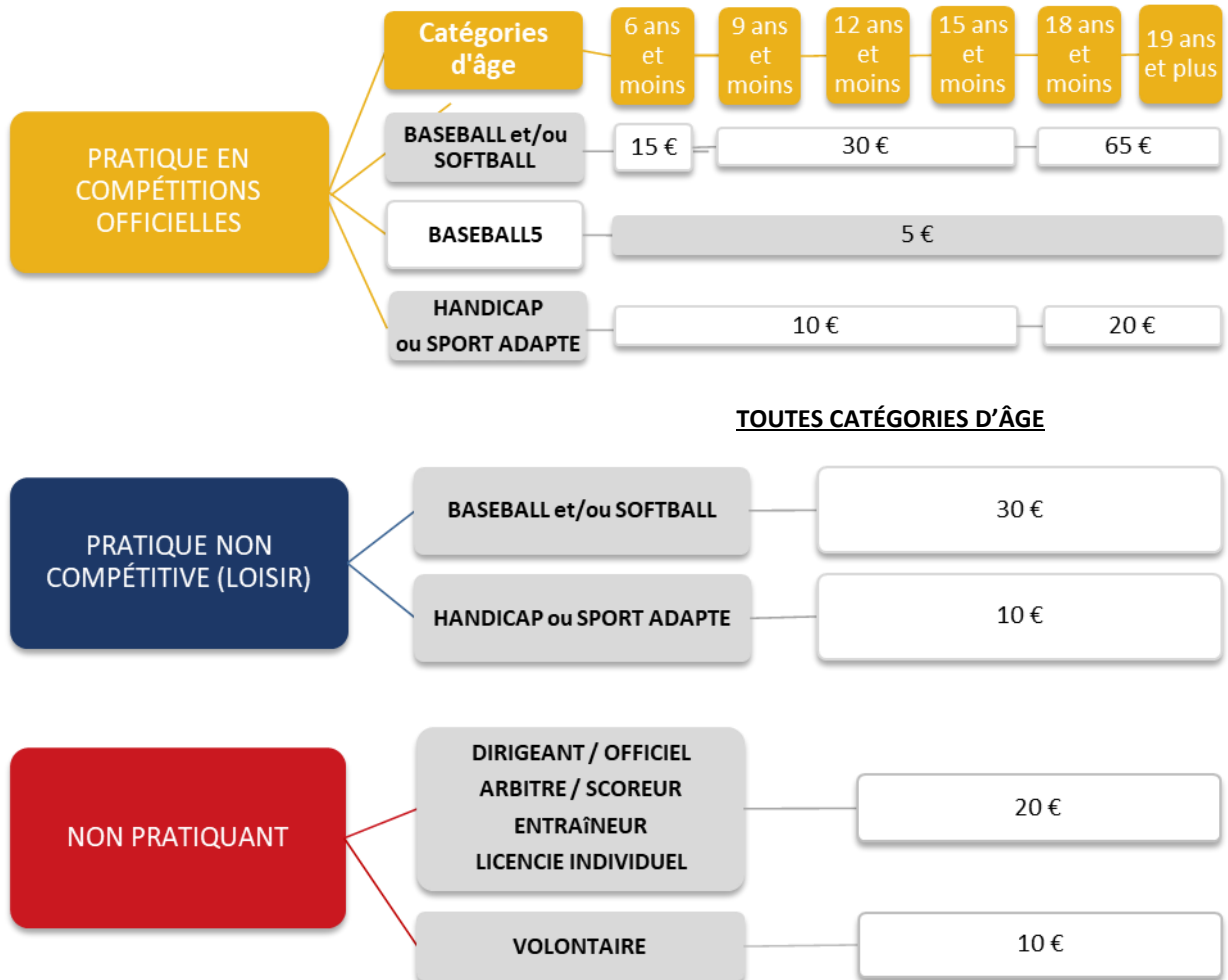 Catégories
d'âge
6 ans
et
moins
9 ans
et
moins
12 ans
et
moins
15 ans
et
moins
18 ans
et
moins
19 ans
et plus
PRATIQUE EN
COMPÉTITIONS
OFFICIELLES
BASEBALL et/ou
SOFTBALL
15 €
30 €
65 €
BASEBALL5
5 €
HANDICAP
ou SPORT ADAPTE
10 €
20 €
TOUTES CATÉGORIES D’ÂGE
PRATIQUE NON
COMPÉTITIVE (LOISIR)
BASEBALL et/ou SOFTBALL
30 €
HANDICAP ou SPORT ADAPTE
10 €
NON PRATIQUANT
DIRIGEANT / OFFICIEL
ARBITRE / SCOREUR
ENTRAîNEUR
LICENCIE INDIVIDUEL
20 €
VOLONTAIRE
10 €